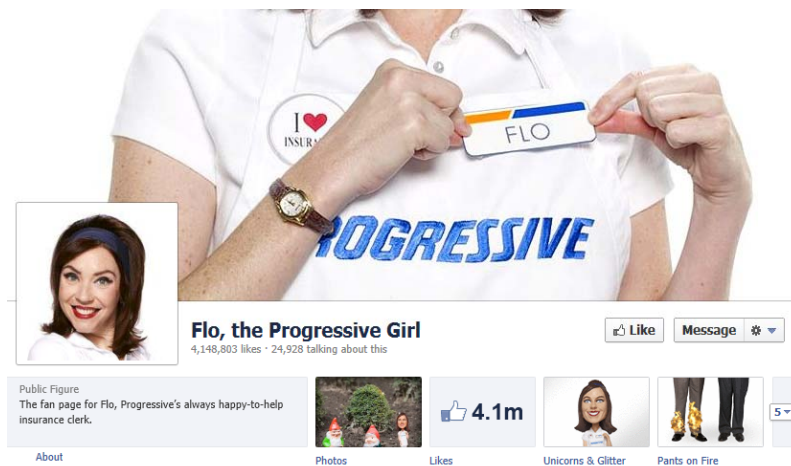 I ❤
INSUR
FLO
ROGRESSIVE
Flo, the Progressive Girl
4,148,803 likes · 24,928 talking about this
Like
Message
Public Figure
The fan page for Flo, Progressive's always happy-to-help
insurance clerk.
About
4.1m
5
Photos
Likes
Unicorns & Glitter
Pants on Fire